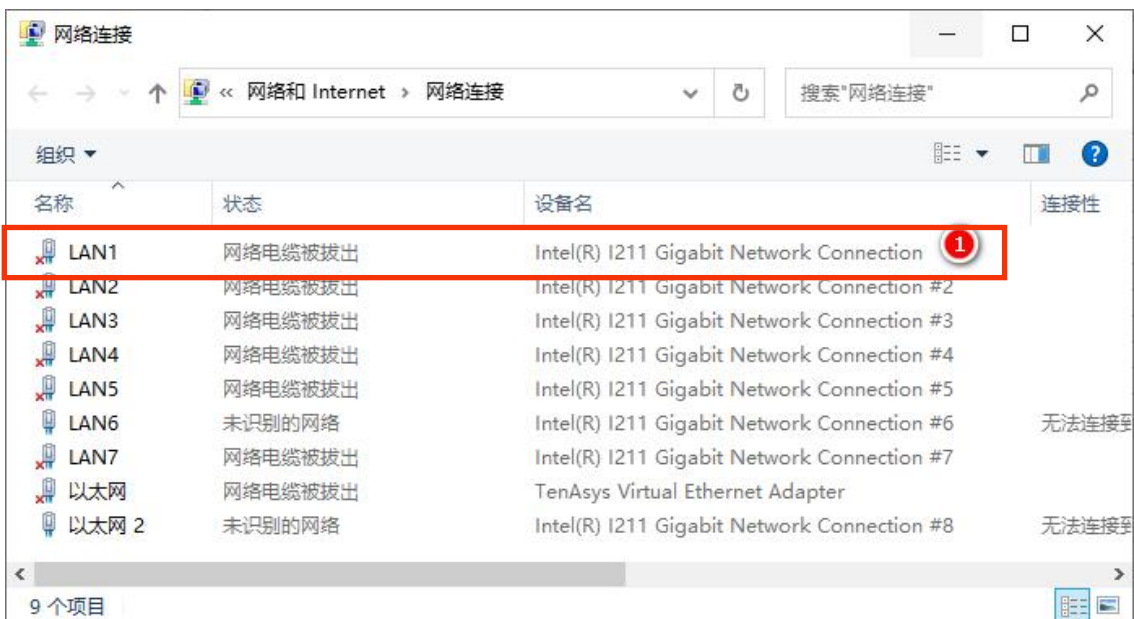 网络连接
« 网络和 Internet › 网络连接 搜索"网络连接"
组织
名称 状态 设备名 连接性
LAN1 网络电缆被拔出 Intel(R) I211 Gigabit Network Connection 1
LAN2 网络电缆被拔出 Intel(R) I211 Gigabit Network Connection #2
LAN3 网络电缆被拔出 Intel(R) I211 Gigabit Network Connection #3
LAN4 网络电缆被拔出 Intel(R) I211 Gigabit Network Connection #4
LAN5 网络电缆被拔出 Intel(R) I211 Gigabit Network Connection #5
LAN6 未识别的网络 Intel(R) I211 Gigabit Network Connection #6 无法连接到
LAN7 网络电缆被拔出 Intel(R) I211 Gigabit Network Connection #7
以太网 网络电缆被拔出 TenAsys Virtual Ethernet Adapter
以太网 2 未识别的网络 Intel(R) I211 Gigabit Network Connection #8 无法连接到
9 个项目